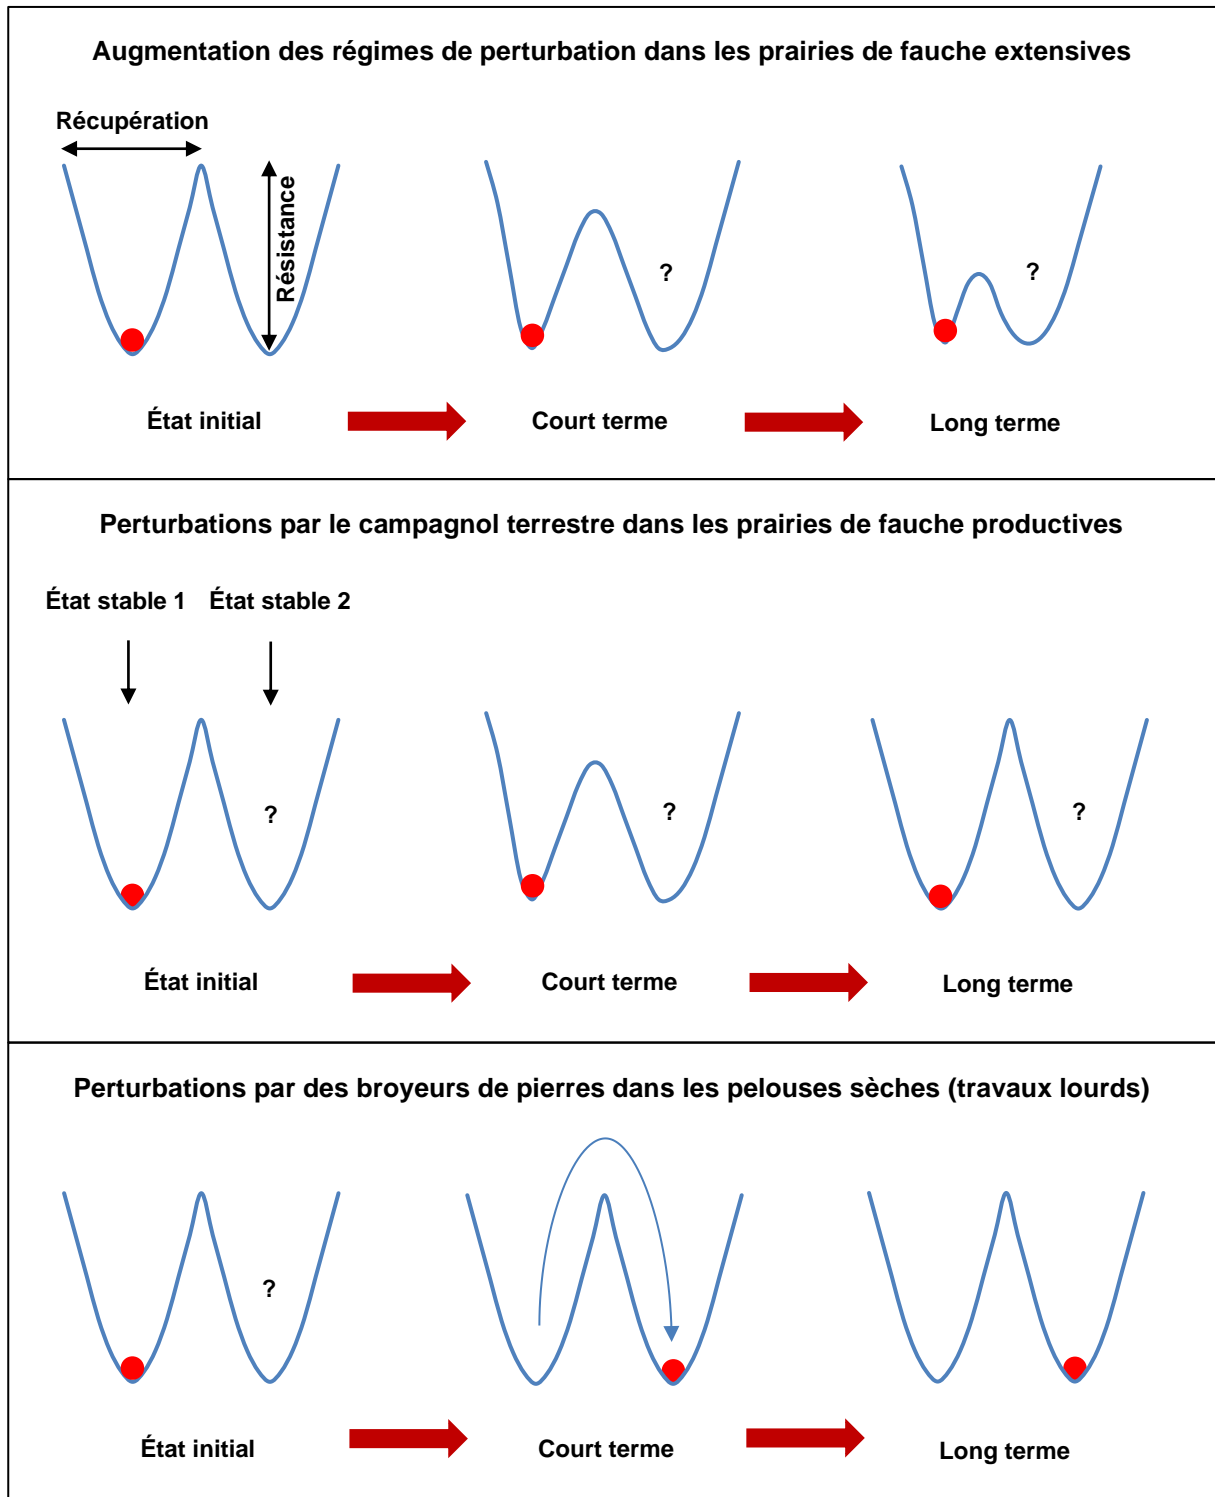 Augmentation des régimes de perturbation dans les prairies de fauche extensives
Récupération
Résistance
?
?
État initial
Court terme
Long terme
Perturbations par le campagnol terrestre dans les prairies de fauche productives
État stable 1
État stable 2
?
?
?
État initial
Court terme
Long terme
Perturbations par des broyeurs de pierres dans les pelouses sèches (travaux lourds)
?
État initial
Court terme
Long terme